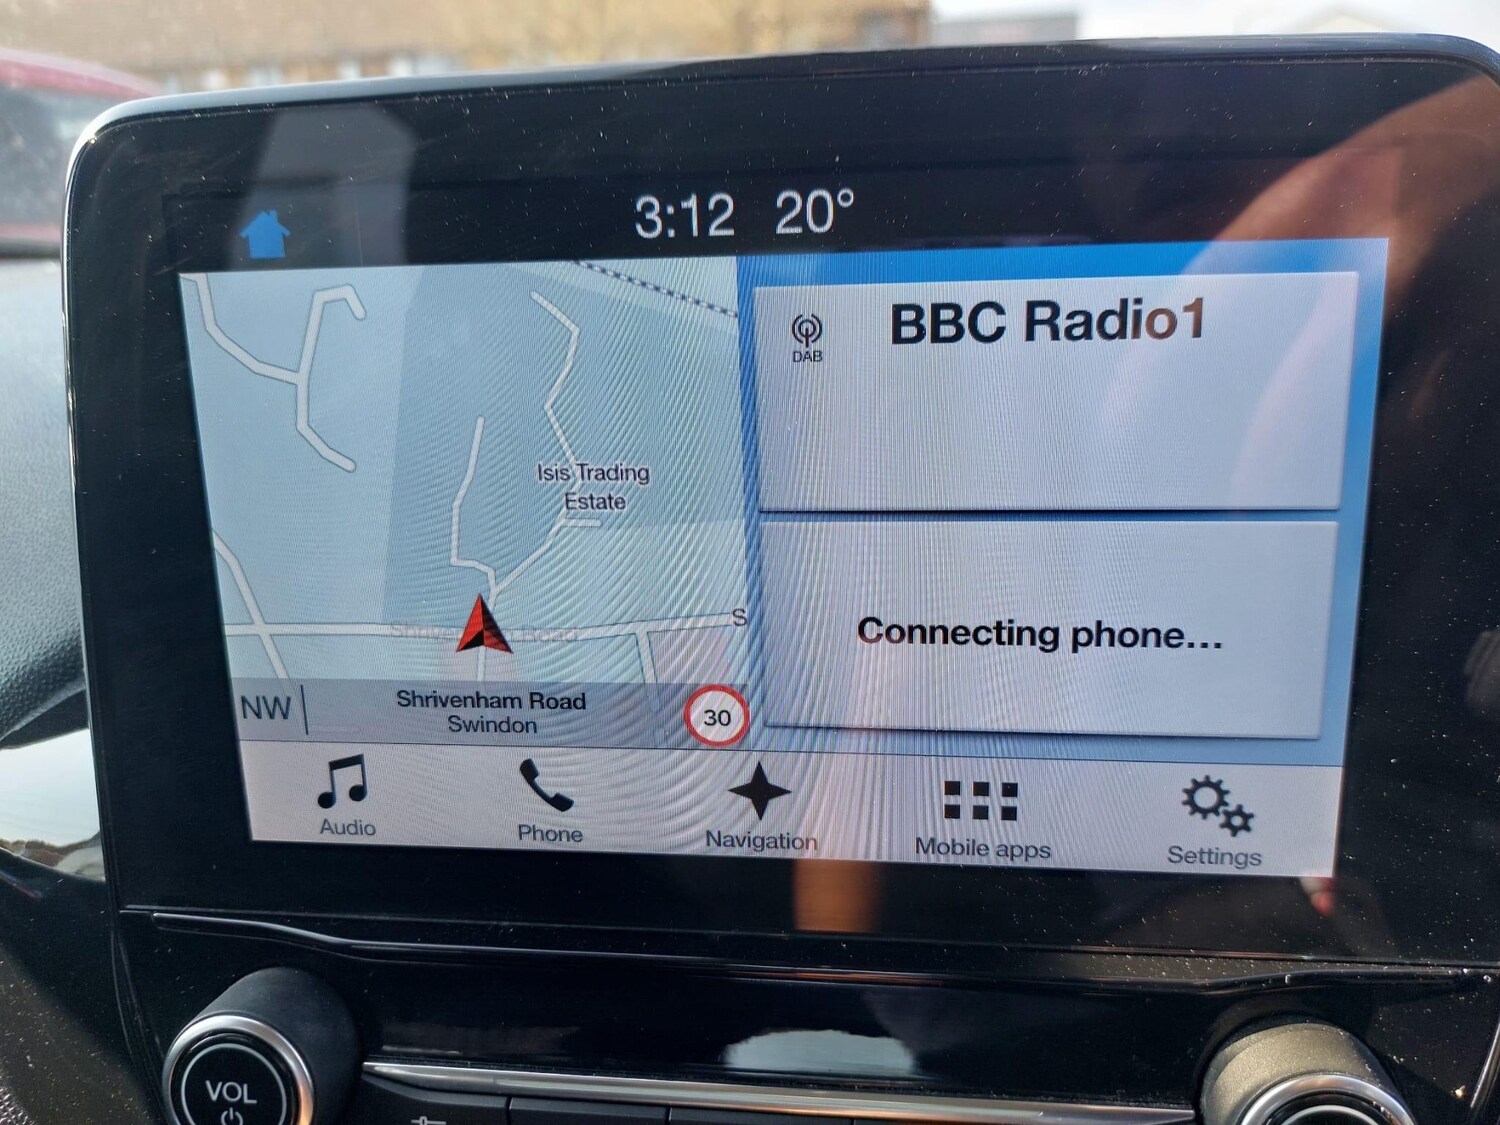 3:12 20°
DAB
BBC Radio1
Isis Trading
Estate
S
Connecting phone...
NW
Shrivenham Road
Swindon
30
Audio
Phone
Navigation
Mobile apps
Settings
VOL